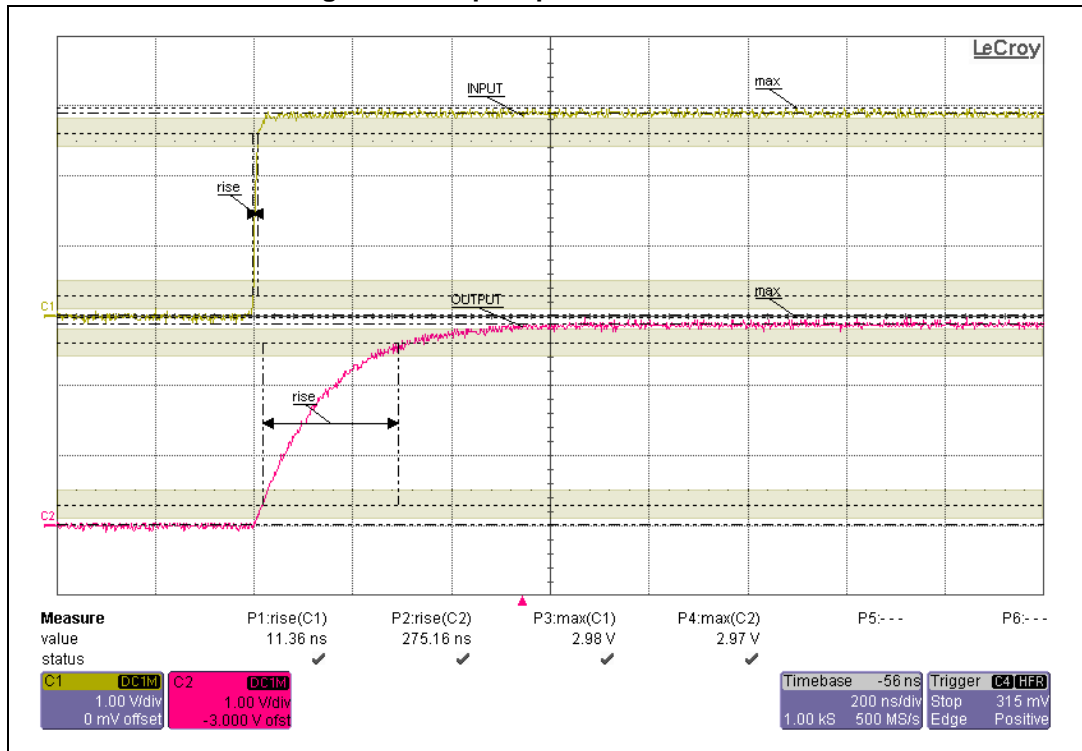 LeCroy
INPUT
max
rise
C1
OUTPUT
max
rise
C2
Measure P1:rise(C1) P2:rise(C2) P3:max(C1) P4:max(C2) P5:- - - P6:- - -
value 11.36 ns 275.16 ns 2.98 V 2.97 V
status ✔ ✔ ✔ ✔
C1 DC1M C2 DC1M Timebase -56 ns Trigger C4 HFR
1.00 V/div 1.00 V/div 200 ns/div Stop 315 mV
0 mV offset -3.000 V ofst 1.00 kS 500 MS/s Edge Positive